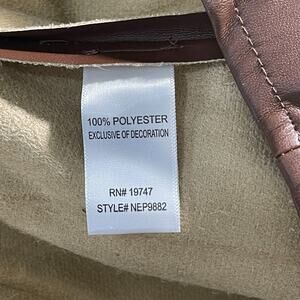 100% POLYESTER
EXCLUSIVE OF DECORATION
RN# 19747
STYLE# NEP9882